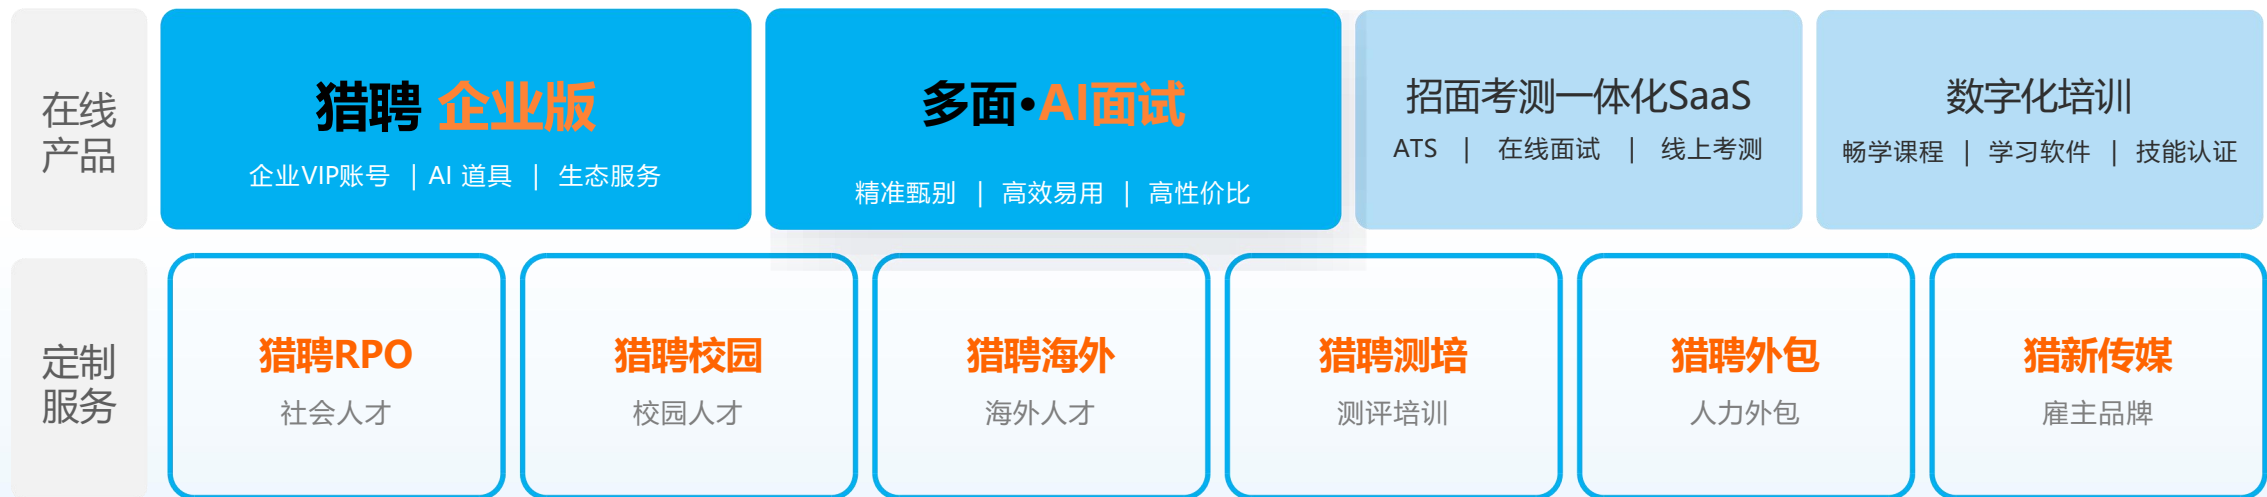 在线
产品
猎聘 企业版
企业VIP账号 | AI 道具 | 生态服务
多面·AI面试
精准甄别 | 高效易用 | 高性价比
招面考测一体化SaaS
ATS | 在线面试 | 线上考测
数字化培训
畅学课程 | 学习软件 | 技能认证
定制
服务
猎聘RPO
社会人才
猎聘校园
校园人才
猎聘海外
海外人才
猎聘测培
测评培训
猎聘外包
人力外包
猎新传媒
雇主品牌